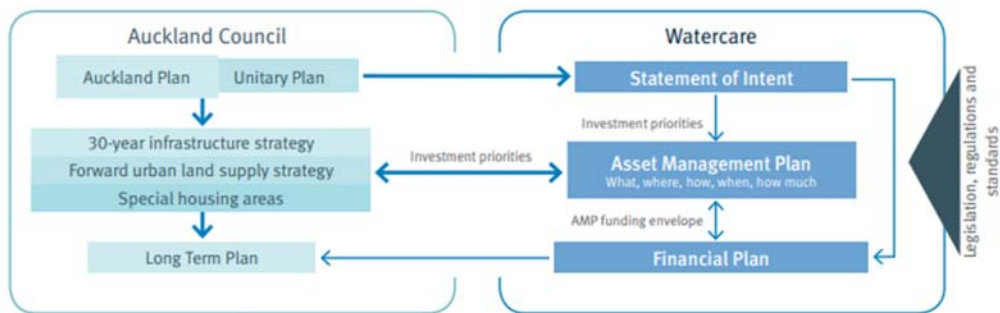 Auckland Council
Auckland Plan
Unitary Plan
30-year infrastructure strategy
Forward urban land supply strategy
Special housing areas
Long Term Plan
Investment priorities
Watercare
Statement of Intent
Investment priorities
Asset Management Plan
What, where, how, when, how much
AMP funding envelope
Financial Plan
Legislation, regulations and
standards